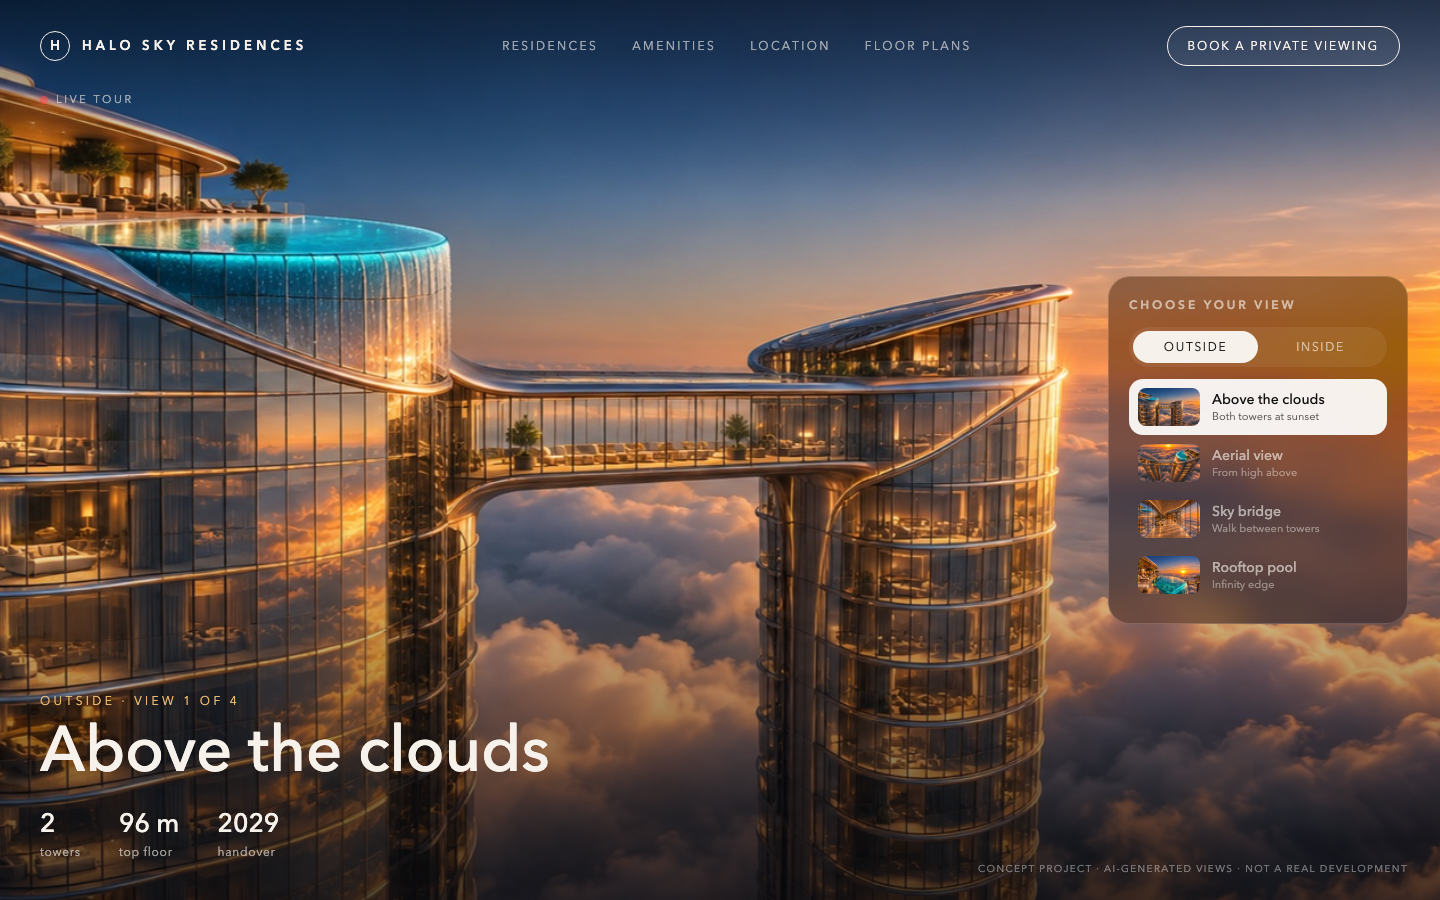 H HALO SKY RESIDENCES
RESIDENCES AMENITIES LOCATION FLOOR PLANS
BOOK A PRIVATE VIEWING
LIVE TOUR
CHOOSE YOUR VIEW
OUTSIDE INSIDE
Above the clouds
Both towers at sunset
Aerial view
From high above
Sky bridge
Walk between towers
Rooftop pool
Infinity edge
OUTSIDE · VIEW 1 OF 4
Above the clouds
2 96 m 2029
towers top floor handover
CONCEPT PROJECT · AI-GENERATED VIEWS · NOT A REAL DEVELOPMENT